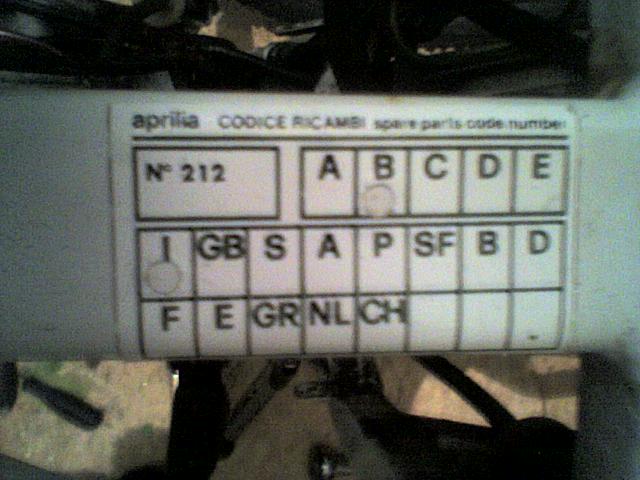 aprilia CODICE RICAMBI spare parts code number
N° 212 A B C D E
I GB S A P SF B D
F E GR NL CH